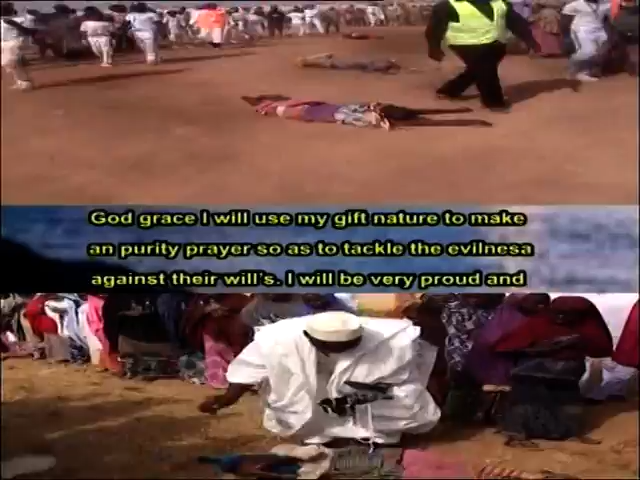 God grace I will use my gift nature to make
an purity prayer so as to tackle the evilnesa
against their will's. I will be very proud and